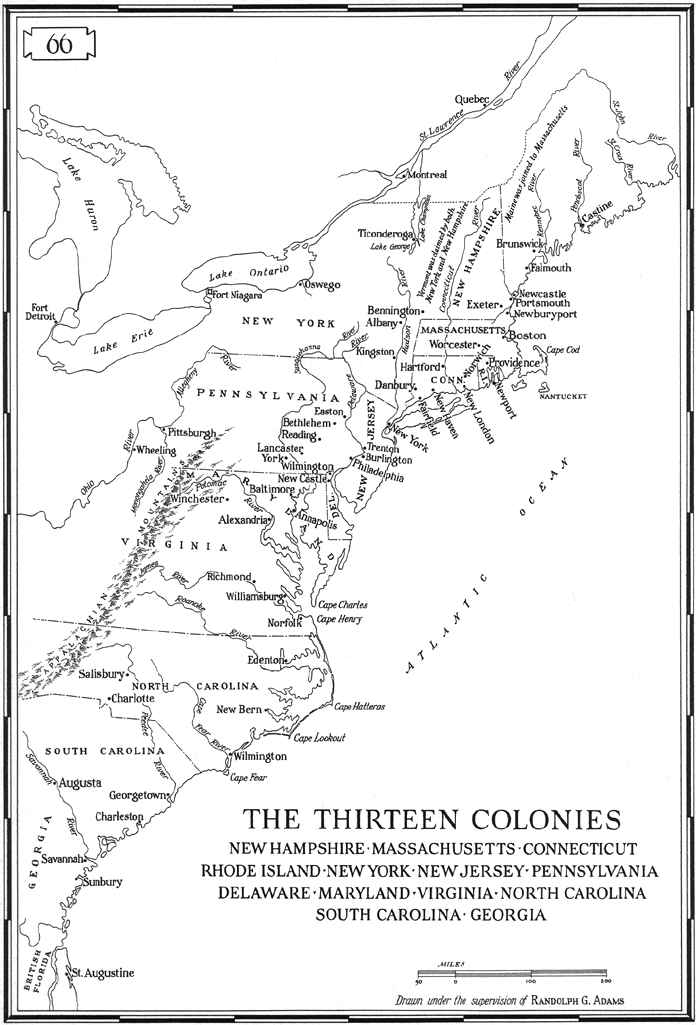 66
Quebec
River
St. Lawrence
St. John
River
St. Croix
River
Montreal
Lake Huron
Maine was joined to Massachusetts
River
Penobscot
River
Kennebec
Castine
Ticonderoga
Lake George
Lake Champlain
Vermont was claimed by both
New York and New Hampshire
Connecticut
River
NEW HAMPSHIRE
Brunswick
Falmouth
Lake Ontario
Oswego
Fort Niagara
Fort
Detroit
Lake Erie
NEW YORK
Bennington
Albany
Exeter
Newcastle
Portsmouth
Newburyport
MASSACHUSETTS
Worcester
Boston
Kingston
Hudson
River
Hartford
Norwich
Providence
Cape Cod
Danbury
CONN.
R.I.
Newport
NANTUCKET
Fairfield
New Haven
New London
Allegheny
River
Susquehanna
River
Delaware
River
PENNSYLVANIA
Easton
Bethlehem
Reading
Pittsburgh
Lancaster
York
NEW JERSEY
New York
Trenton
Burlington
Philadelphia
Wheeling
Ohio
River
Monongahela River
Wilmington
New Castle
MARYLAND
DEL.
Potomac
River
Baltimore
Winchester
Annapolis
Alexandria
APPALACHIAN MOUNTAINS
VIRGINIA
James
River
Richmond
Williamsburg
Cape Charles
Cape Henry
Norfolk
Roanoke
River
Edenton
Salisbury
NORTH CAROLINA
Charlotte
New Bern
Cape Hatteras
Cape Lookout
Cape
Fear
River
Wilmington
Cape Fear
Peedee
River
SOUTH CAROLINA
Savannah
River
Augusta
Georgetown
Charleston
GEORGIA
Savannah
Sunbury
BRITISH
FLORIDA
St. Augustine
ATLANTIC OCEAN
THE THIRTEEN COLONIES
NEW HAMPSHIRE · MASSACHUSETTS · CONNECTICUT
RHODE ISLAND · NEW YORK · NEW JERSEY · PENNSYLVANIA
DELAWARE · MARYLAND · VIRGINIA · NORTH CAROLINA
SOUTH CAROLINA · GEORGIA
MILES
50 0 100 200
Drawn under the supervision of RANDOLPH G. ADAMS